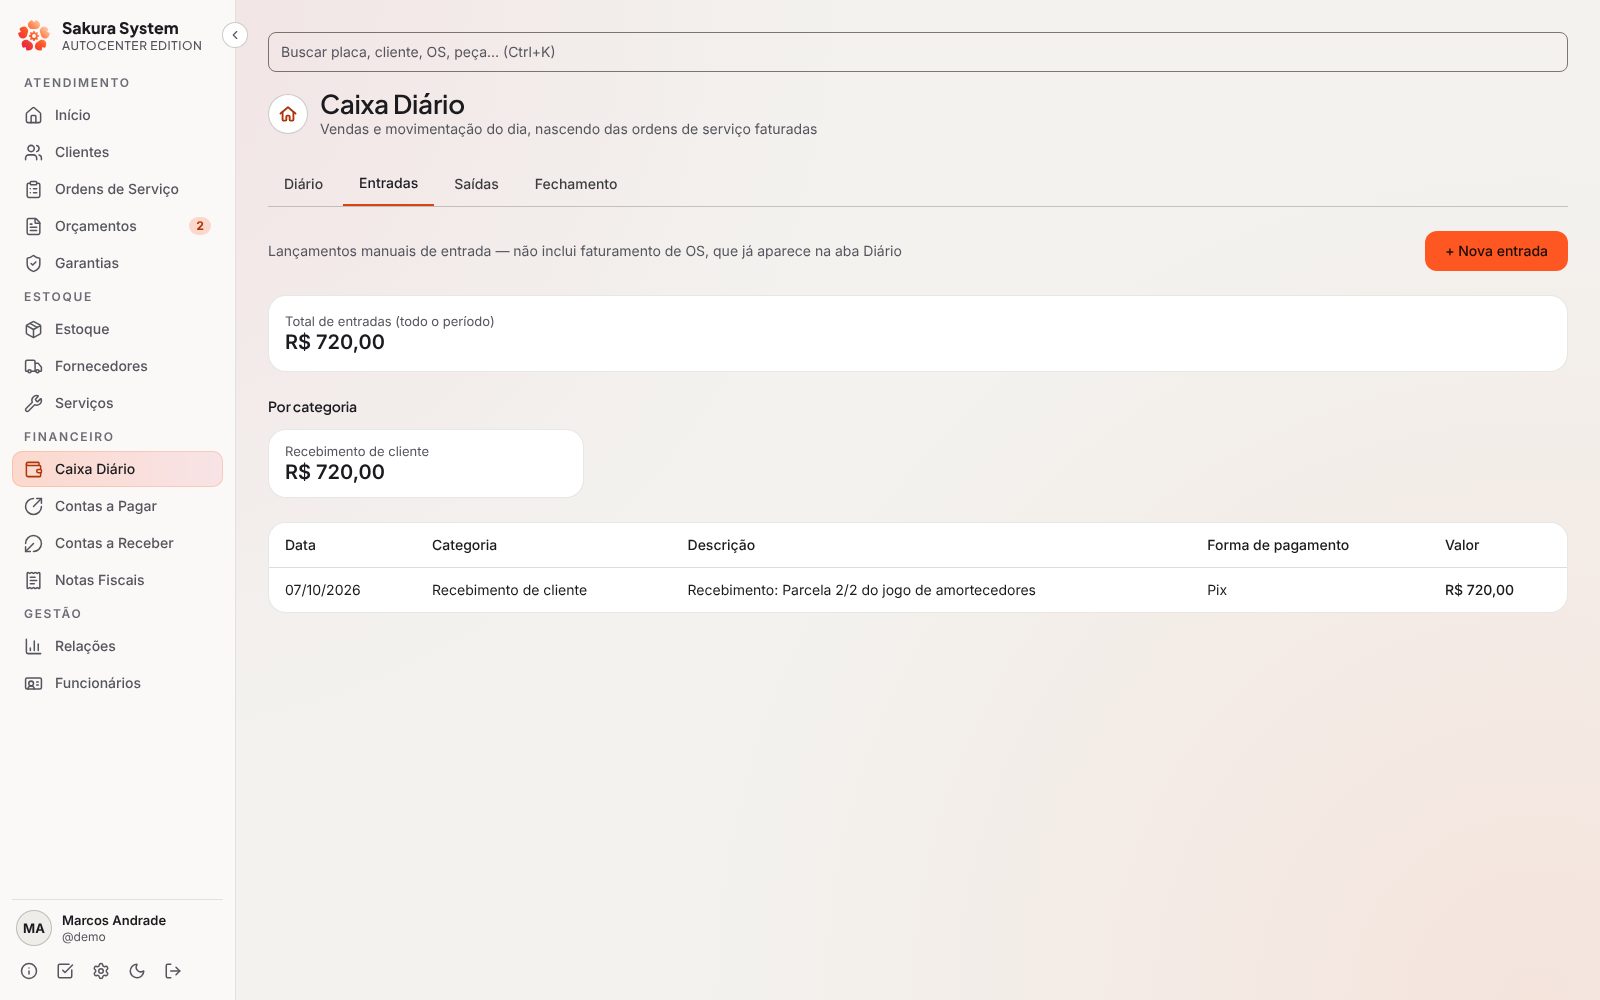 Sakura System
AUTOCENTER EDITION
ATENDIMENTO
Início
Clientes
Ordens de Serviço
Orçamentos 2
Garantias
ESTOQUE
Estoque
Fornecedores
Serviços
FINANCEIRO
Caixa Diário
Contas a Pagar
Contas a Receber
Notas Fiscais
GESTÃO
Relações
Funcionários
MA
Marcos Andrade
@demo
Buscar placa, cliente, OS, peça... (Ctrl+K)
Caixa Diário
Vendas e movimentação do dia, nascendo das ordens de serviço faturadas
Diário Entradas Saídas Fechamento
Lançamentos manuais de entrada — não inclui faturamento de OS, que já aparece na aba Diário
+ Nova entrada
Total de entradas (todo o período)
R$ 720,00
Por categoria
Recebimento de cliente
R$ 720,00
Data Categoria Descrição Forma de pagamento Valor
07/10/2026 Recebimento de cliente Recebimento: Parcela 2/2 do jogo de amortecedores Pix R$ 720,00